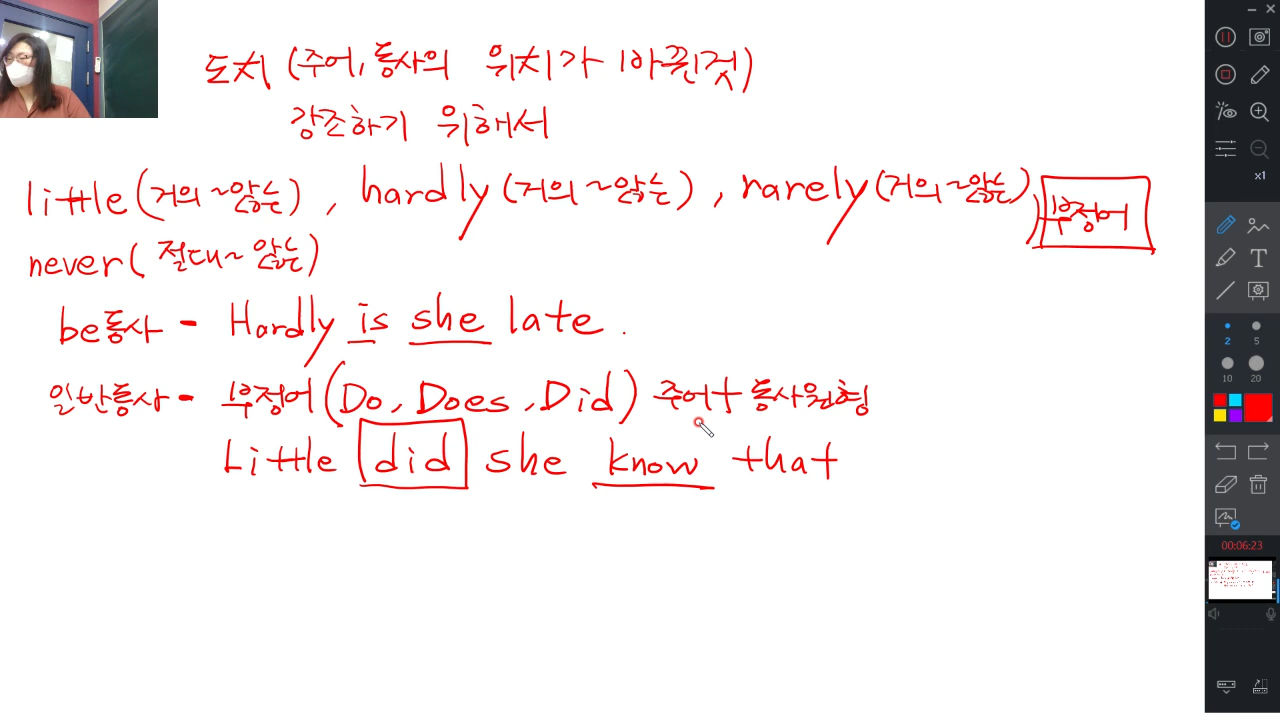 도치 (주어, 동사의 위치가 바뀐것)
강조하기 위해서
little (거의 ~않는), hardly (거의 ~않는), rarely (거의 ~않는) 부정어
never ( 절대~ 않는)
be동사 - Hardly is she late.
일반동사 - 부정어 (Do, Does, Did) 주어 + 동사원형
Little did she know that
x1
2 5
10 20
00:06:23